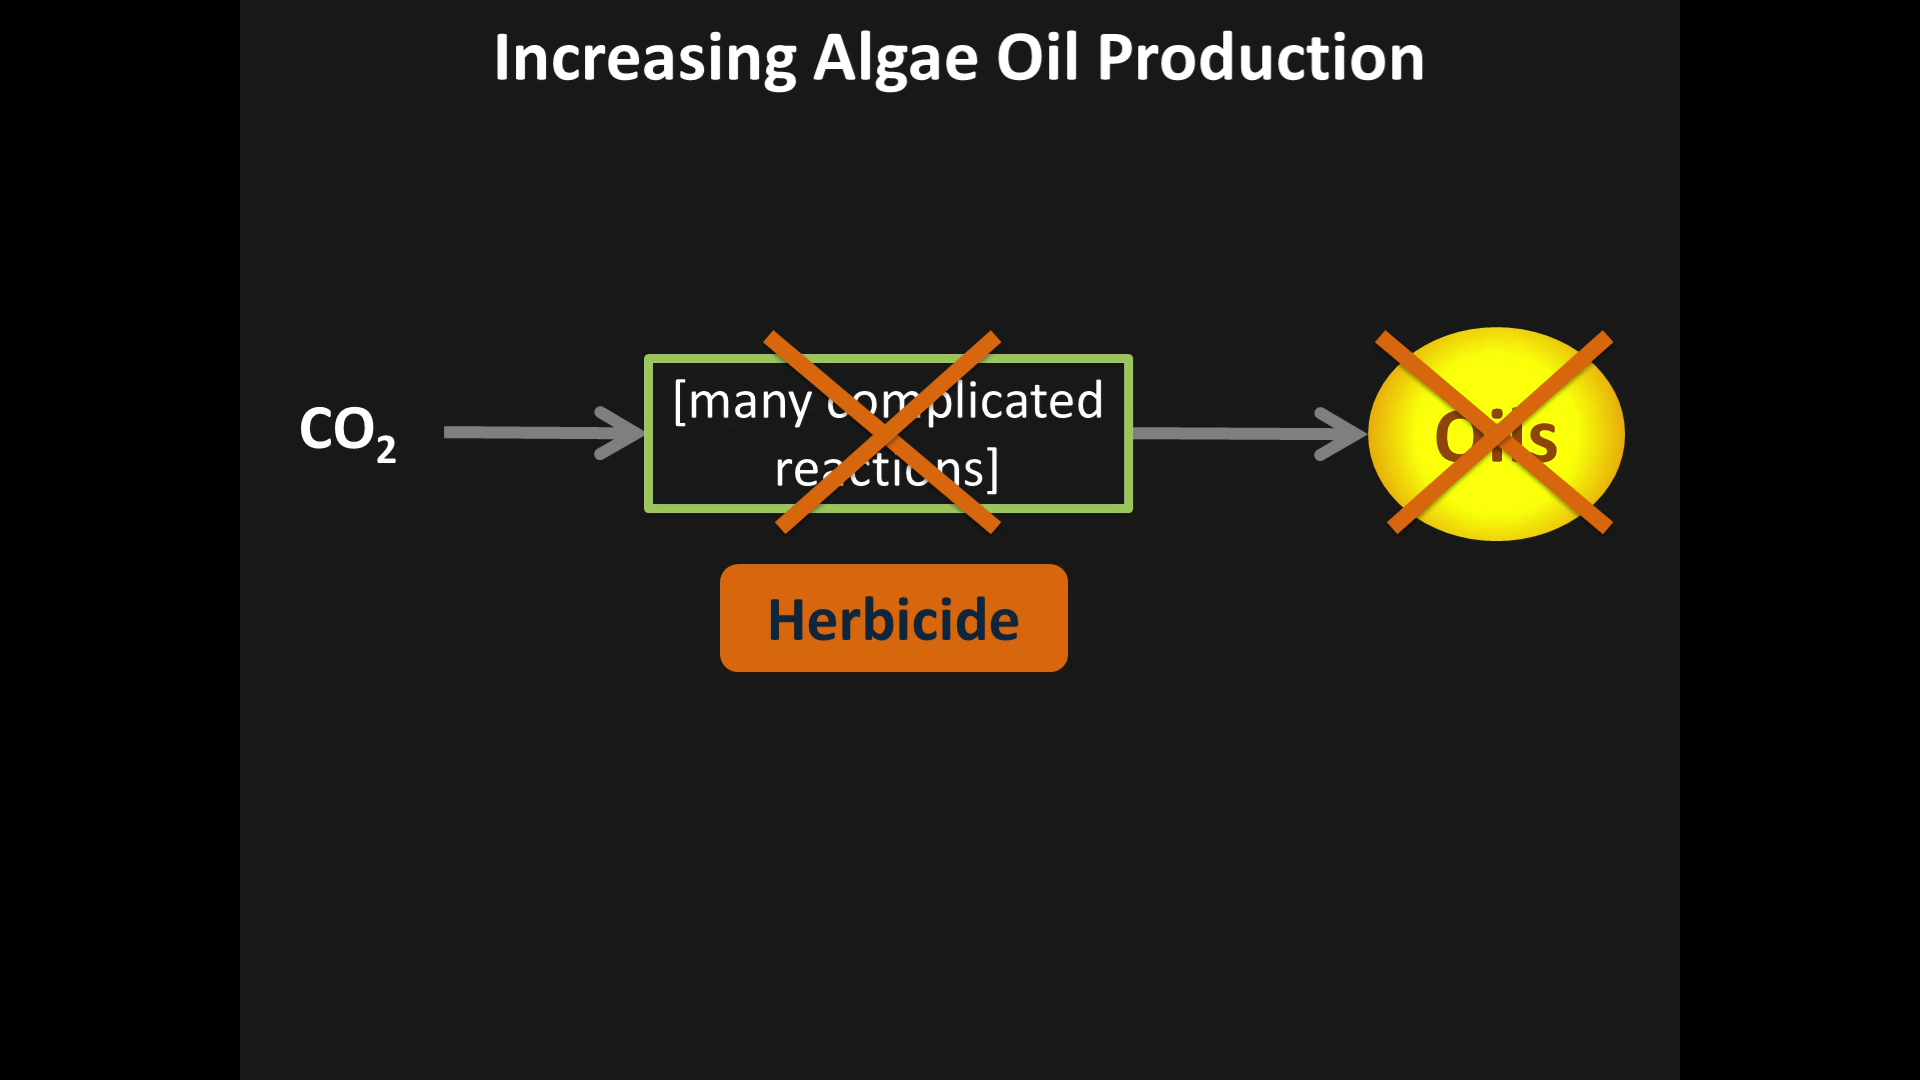 Increasing Algae Oil Production
CO₂
[many complicated
reactions]
Oils
Herbicide